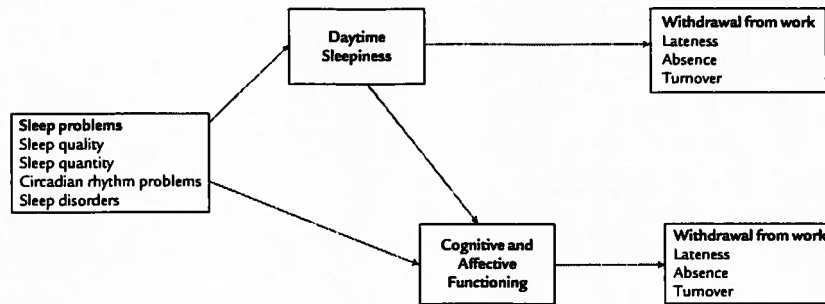 Daytime
Sleepiness
Withdrawal from work
Lateness
Absence
Turnover
Sleep problems
Sleep quality
Sleep quantity
Circadian rhythm problems
Sleep disorders
Cognitive and
Affective
Functioning
Withdrawal from work
Lateness
Absence
Turnover